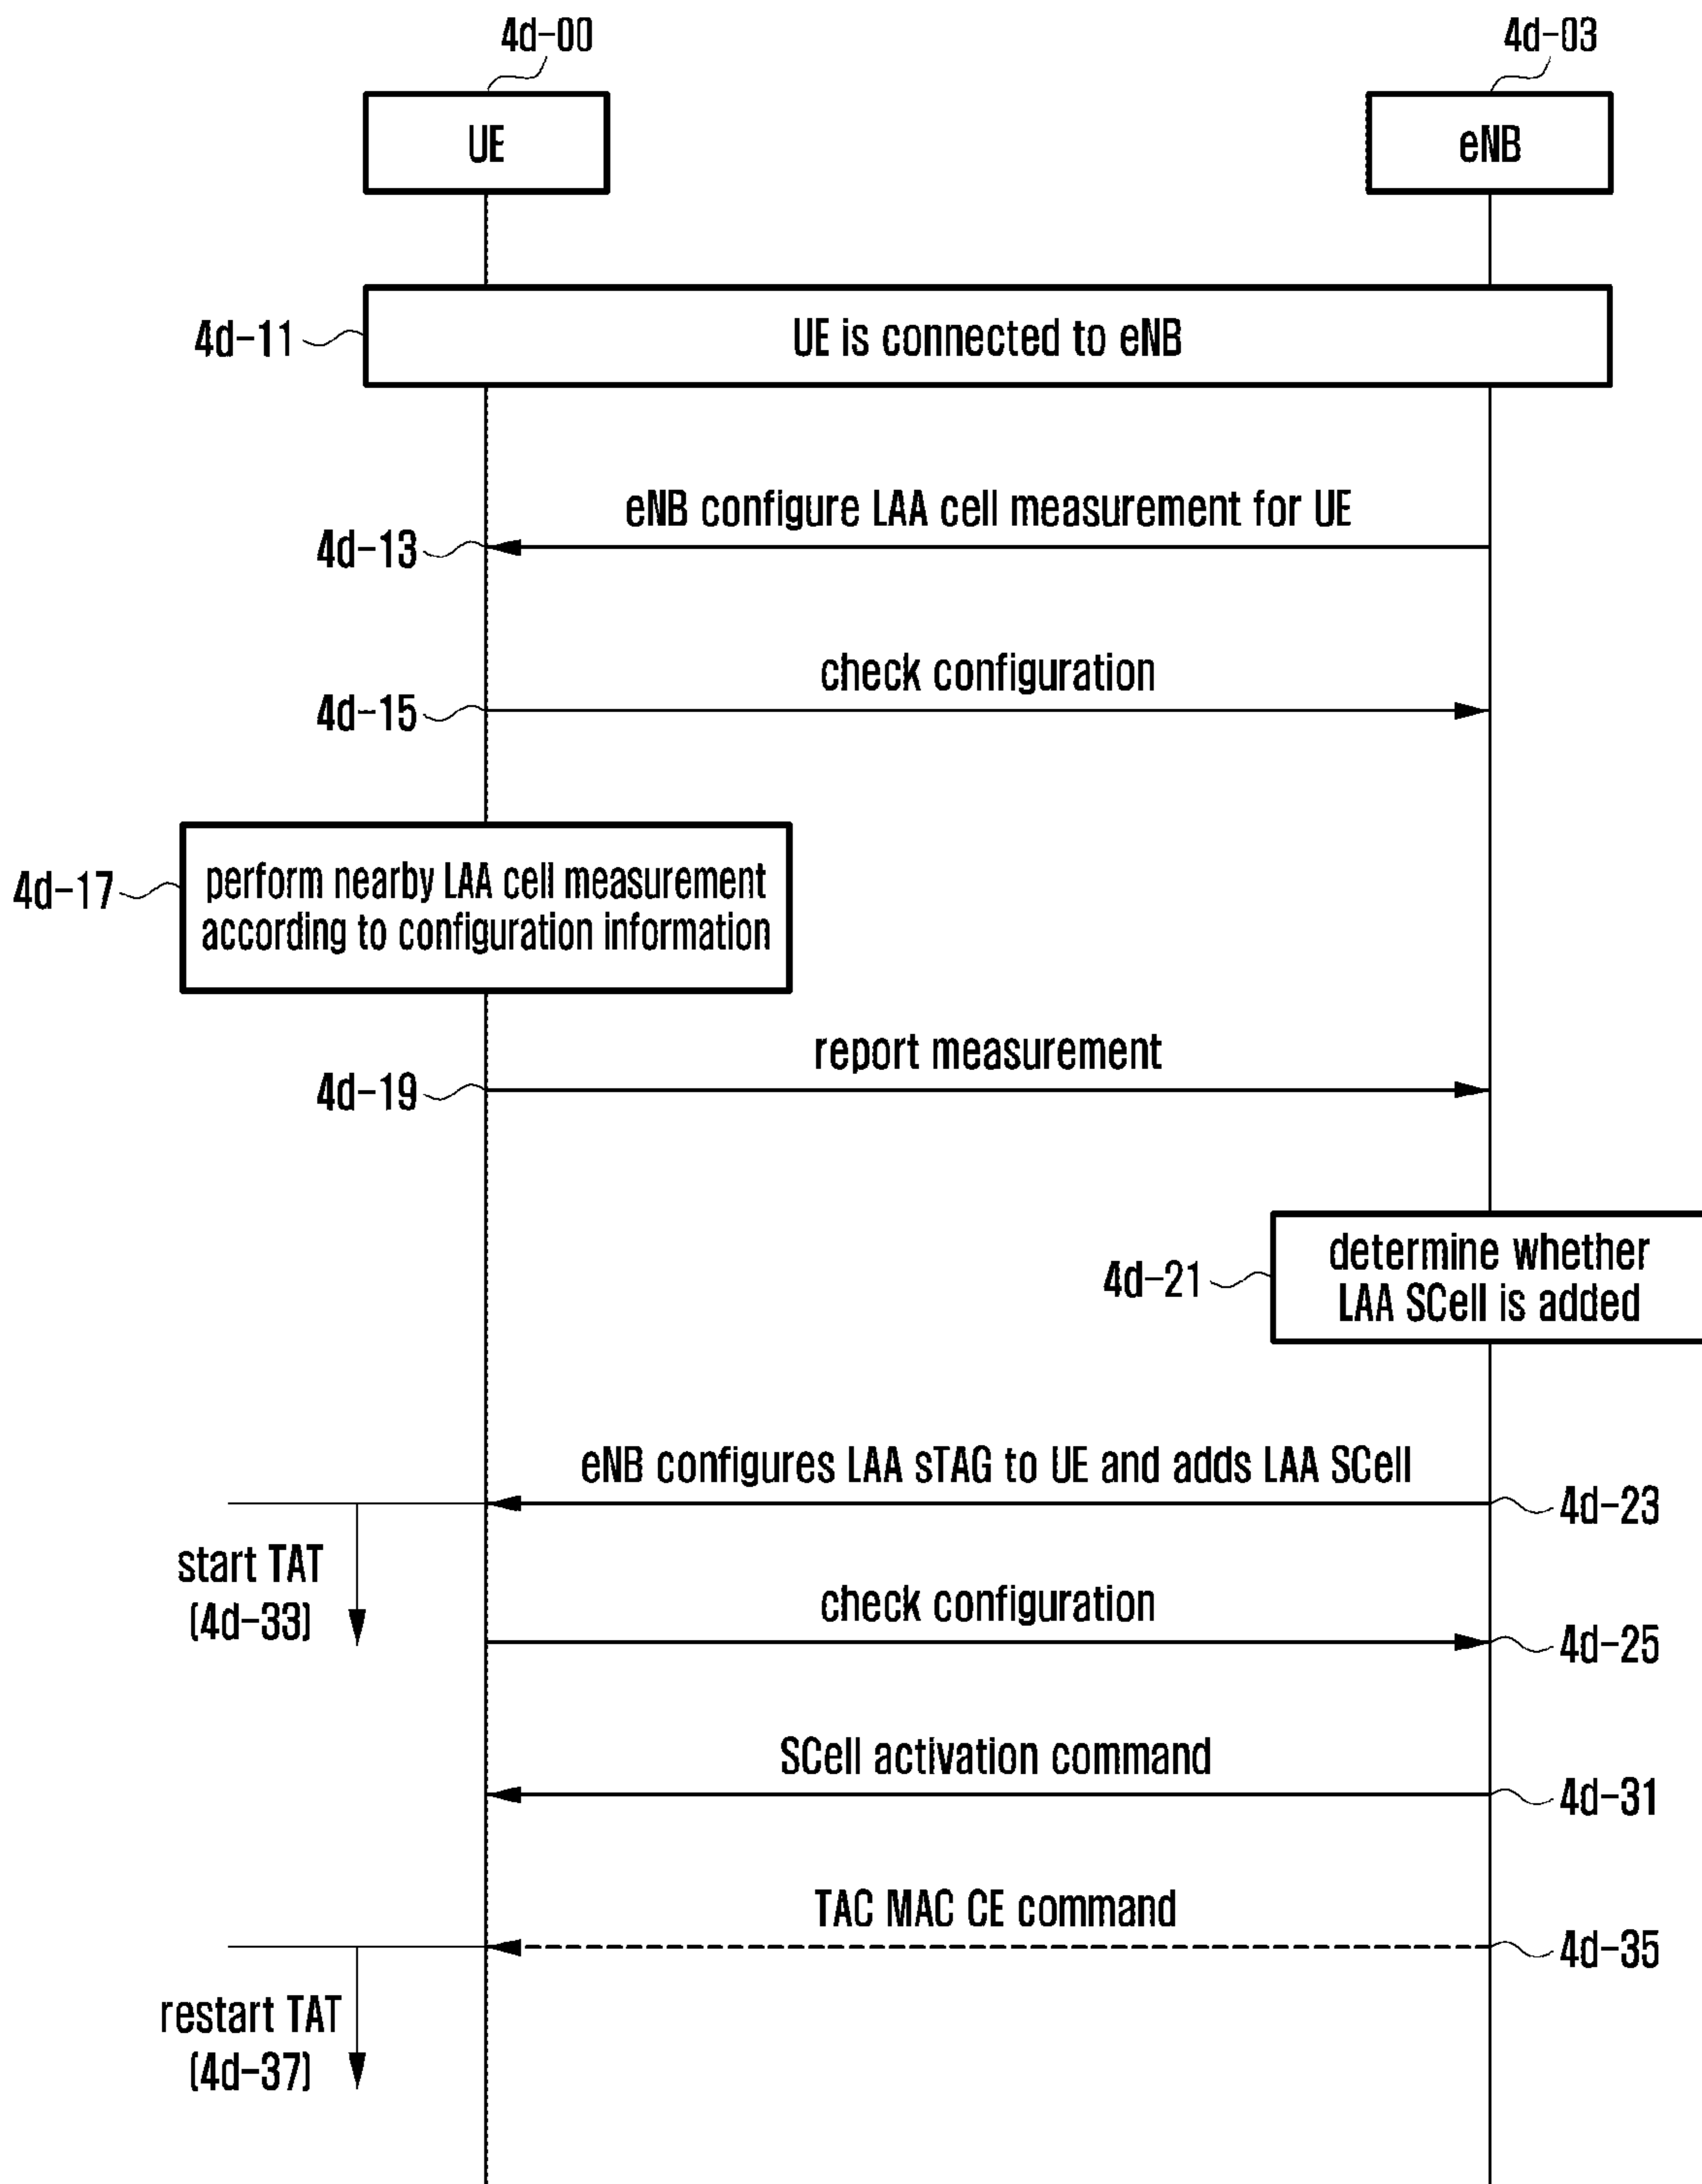 4d-00
4d-03
UE
eNB
4d-11
UE is connected to eNB
eNB configure LAA cell measurement for UE
4d-13
check configuration
4d-15
4d-17
perform nearby LAA cell measurement
according to configuration information
report measurement
4d-19
4d-21
determine whether
LAA SCell is added
eNB configures LAA sTAG to UE and adds LAA SCell
4d-23
start TAT
(4d-33)
check configuration
4d-25
SCell activation command
4d-31
TAC MAC CE command
4d-35
restart TAT
(4d-37)